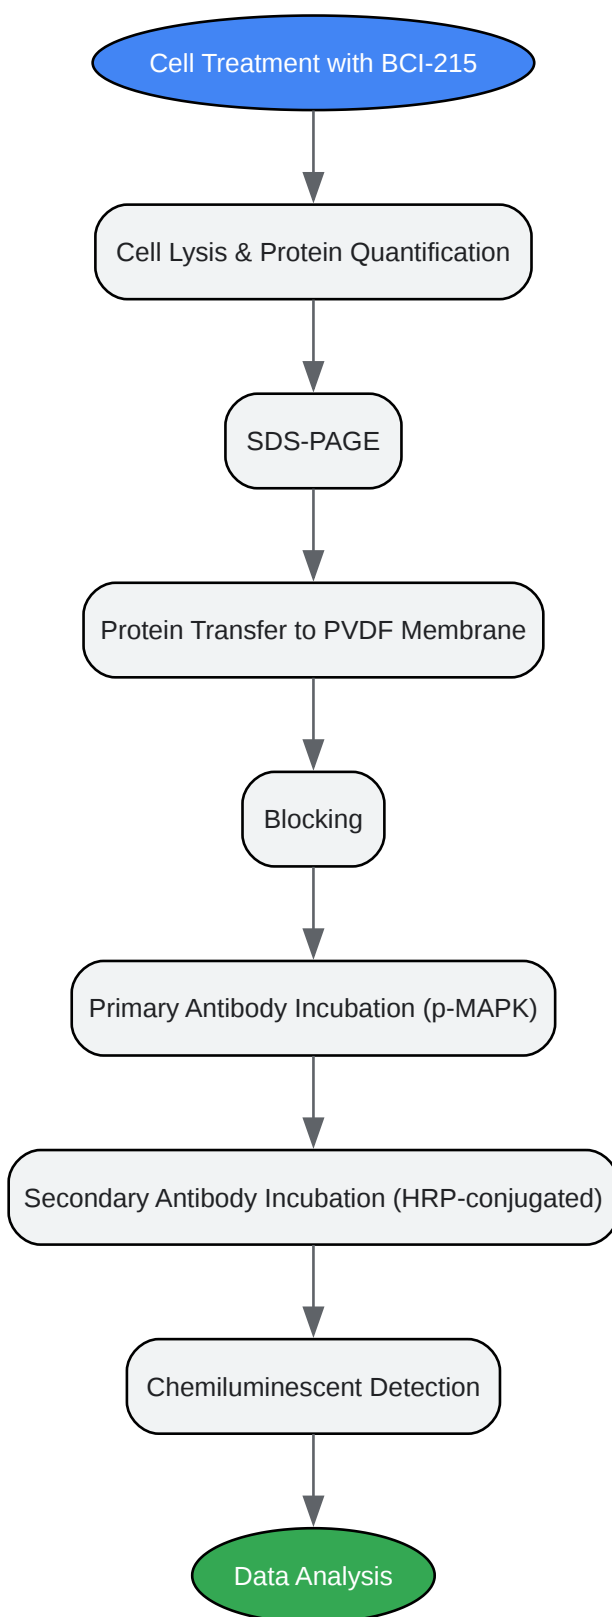 Cell Treatment with BCI-215
Cell Lysis & Protein Quantification
SDS-PAGE
Protein Transfer to PVDF Membrane
Blocking
Primary Antibody Incubation (p-MAPK)
Secondary Antibody Incubation (HRP-conjugated)
Chemiluminescent Detection
Data Analysis